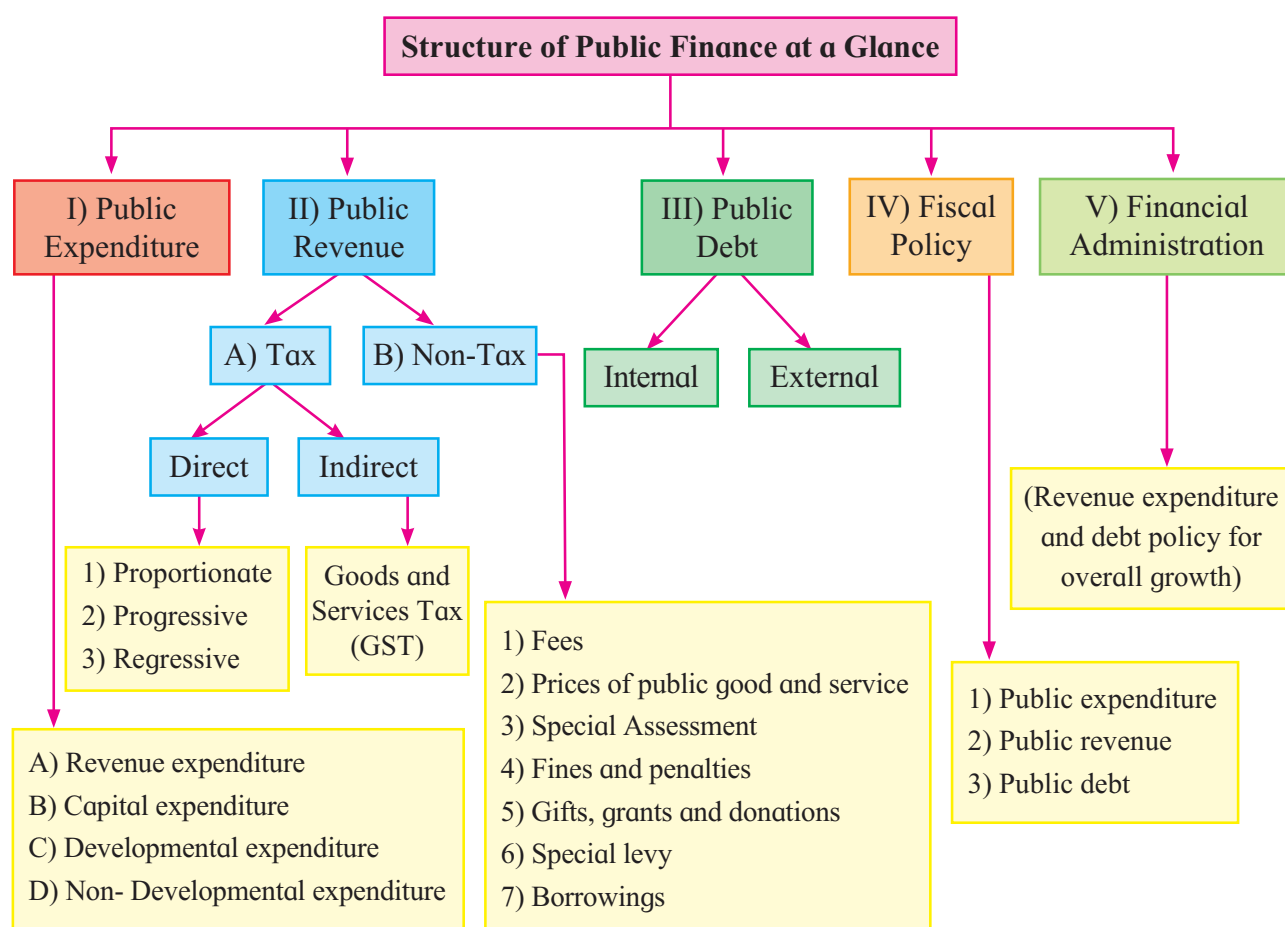 Structure of Public Finance at a Glance
I) Public
Expenditure
II) Public
Revenue
III) Public
Debt
IV) Fiscal
Policy
V) Financial
Administration
A) Tax
B) Non-Tax
Internal
External
Direct
Indirect
1) Proportionate
2) Progressive
3) Regressive
Goods and
Services Tax
(GST)
(Revenue expenditure
and debt policy for
overall growth)
A) Revenue expenditure
B) Capital expenditure
C) Developmental expenditure
D) Non- Developmental expenditure
1) Fees
2) Prices of public good and service
3) Special Assessment
4) Fines and penalties
5) Gifts, grants and donations
6) Special levy
7) Borrowings
1) Public expenditure
2) Public revenue
3) Public debt